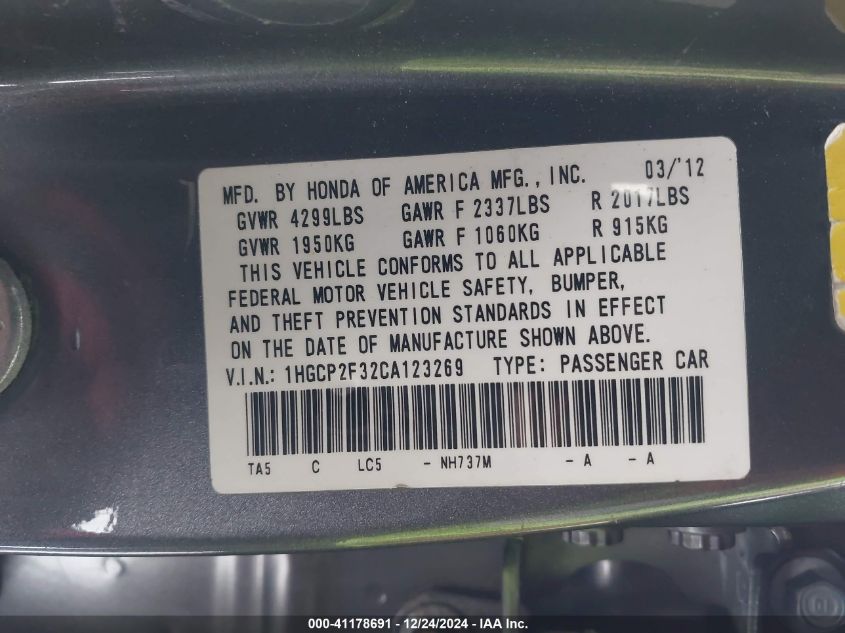 MFD. BY HONDA OF AMERICA MFG., INC. 03/'12
GVWR 4299LBS GAWR F 2337LBS R 2017LBS
GVWR 1950KG GAWR F 1060KG R 915KG
THIS VEHICLE CONFORMS TO ALL APPLICABLE
FEDERAL MOTOR VEHICLE SAFETY, BUMPER,
AND THEFT PREVENTION STANDARDS IN EFFECT
ON THE DATE OF MANUFACTURE SHOWN ABOVE.
V.I.N.: 1HGCP2F32CA123269 TYPE: PASSENGER CAR
TA5 C LC5 - NH737M - A - A
000-41178691 - 12/24/2024 - IAA Inc.